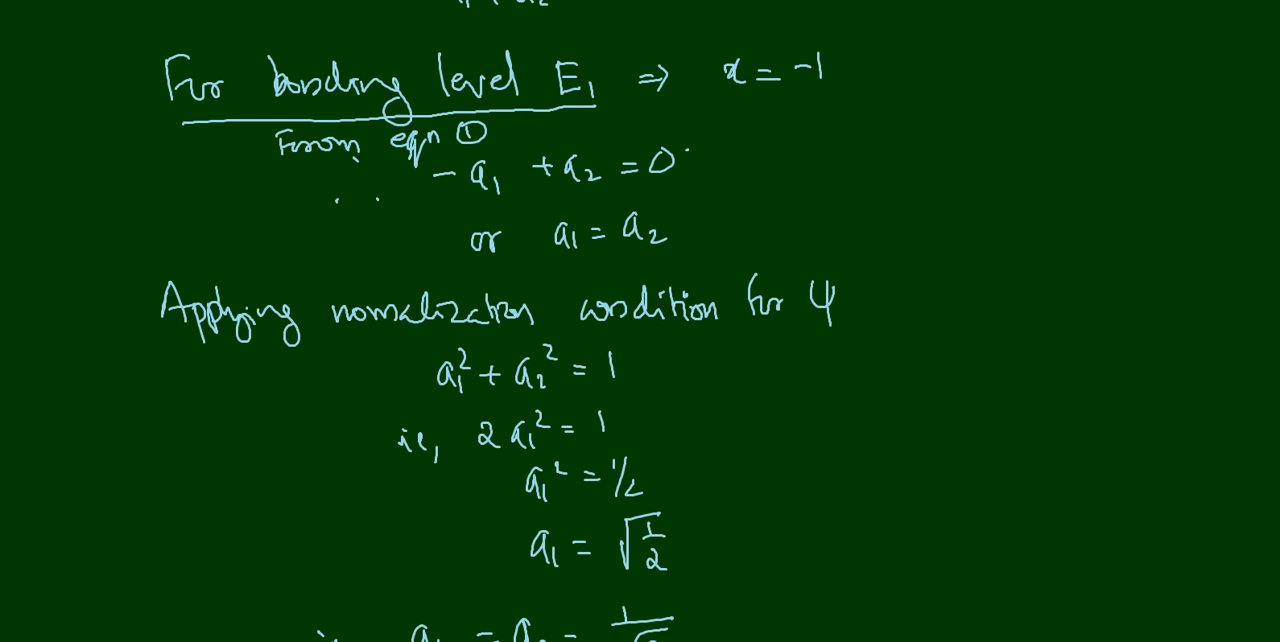 For bonding level E₁ ⇒ x = -1
From eqn ①
- a₁ + a₂ = 0
or a₁ = a₂
Applying normalization condition for ψ
a₁² + a₂² = 1
ie, 2 a₁² = 1
a₁² = 1/2
a₁ = √(1/2)